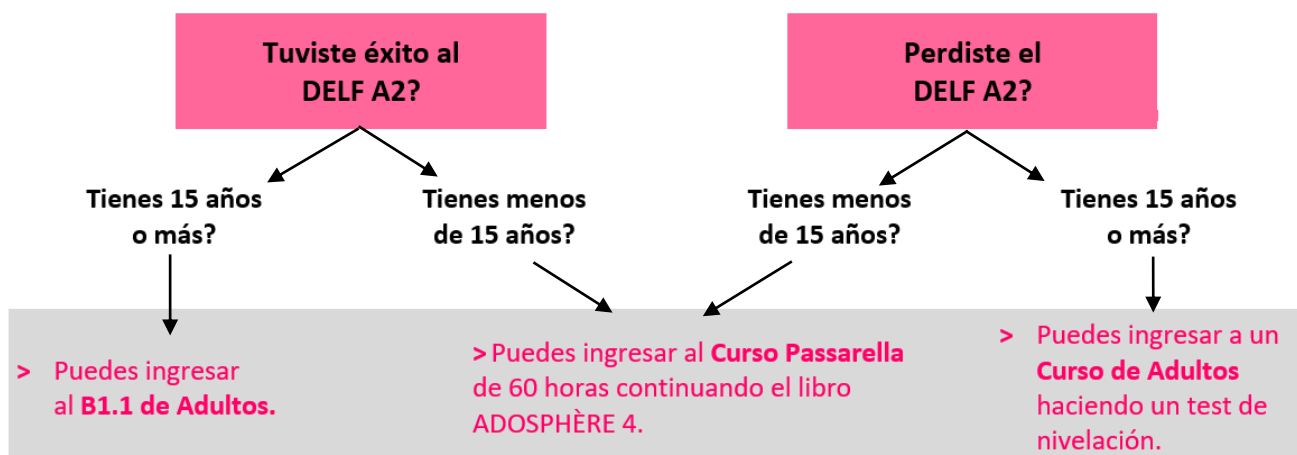 Tuviste éxito al
DELF A2?
Perdiste el
DELF A2?
Tienes 15 años
o más?
Tienes menos
de 15 años?
Tienes menos
de 15 años?
Tienes 15 años
o más?
> Puedes ingresar
al B1.1 de Adultos.
> Puedes ingresar al Curso Passarella
de 60 horas continuando el libro
ADOSPHÈRE 4.
> Puedes ingresar a un
Curso de Adultos
haciendo un test de
nivelación.